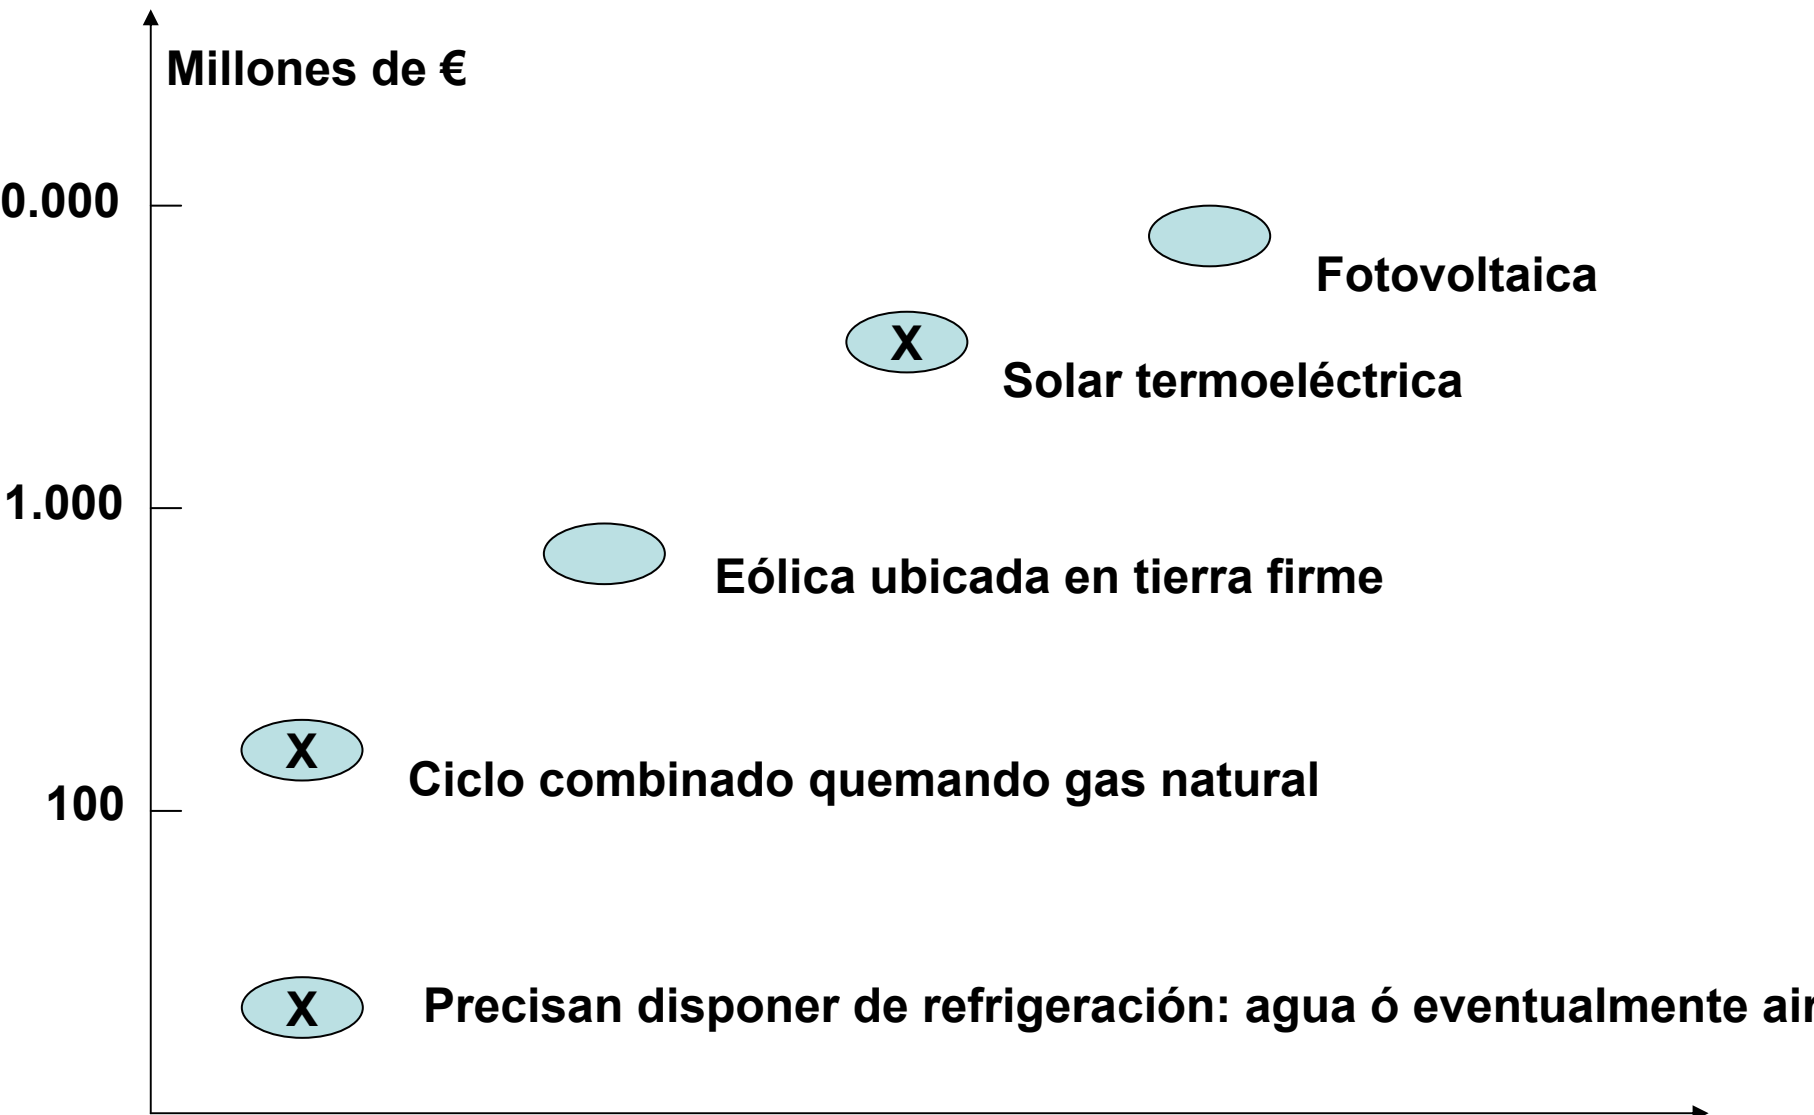 Millones de €
0.000
Fotovoltaica
X
Solar termoeléctrica
1.000
Eólica ubicada en tierra firme
X
Ciclo combinado quemando gas natural
100
X Precisan disponer de refrigeración: agua ó eventualmente air